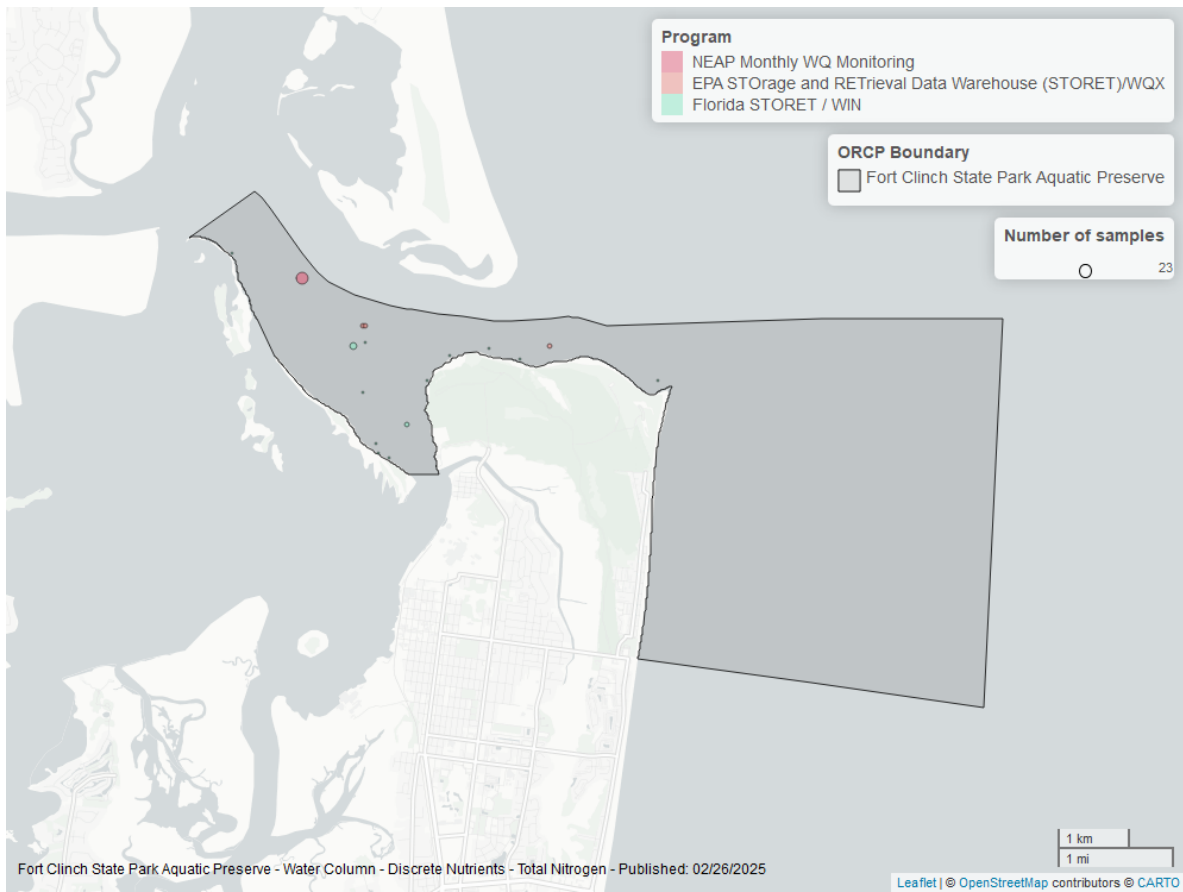 Program
NEAP Monthly WQ Monitoring
EPA STOrage and RETrieval Data Warehouse (STORET)/WQX
Florida STORET / WIN
ORCP Boundary
Fort Clinch State Park Aquatic Preserve
Number of samples
23
1 km
1 mi
Fort Clinch State Park Aquatic Preserve - Water Column - Discrete Nutrients - Total Nitrogen - Published: 02/26/2025
Leaflet | © OpenStreetMap contributors © CARTO